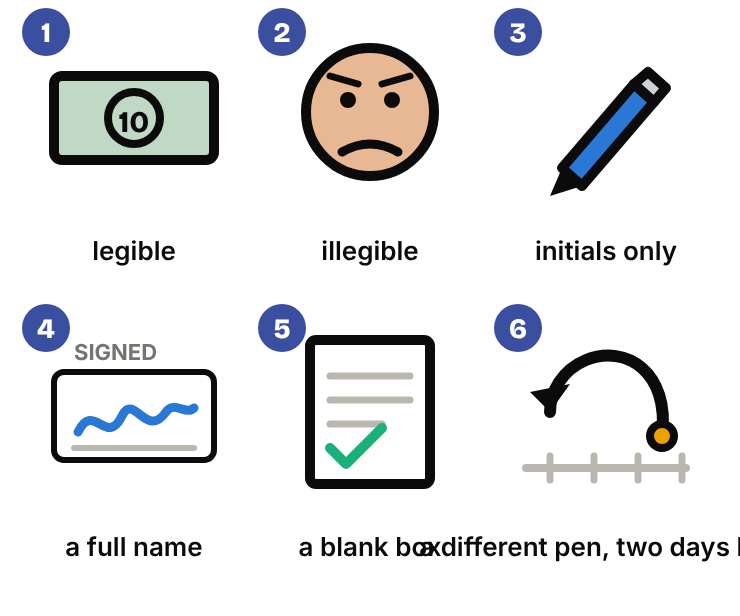 1
2
3
10
legible
illegible
initials only
4
5
6
SIGNED
a full name
a blank box
a different pen, two days